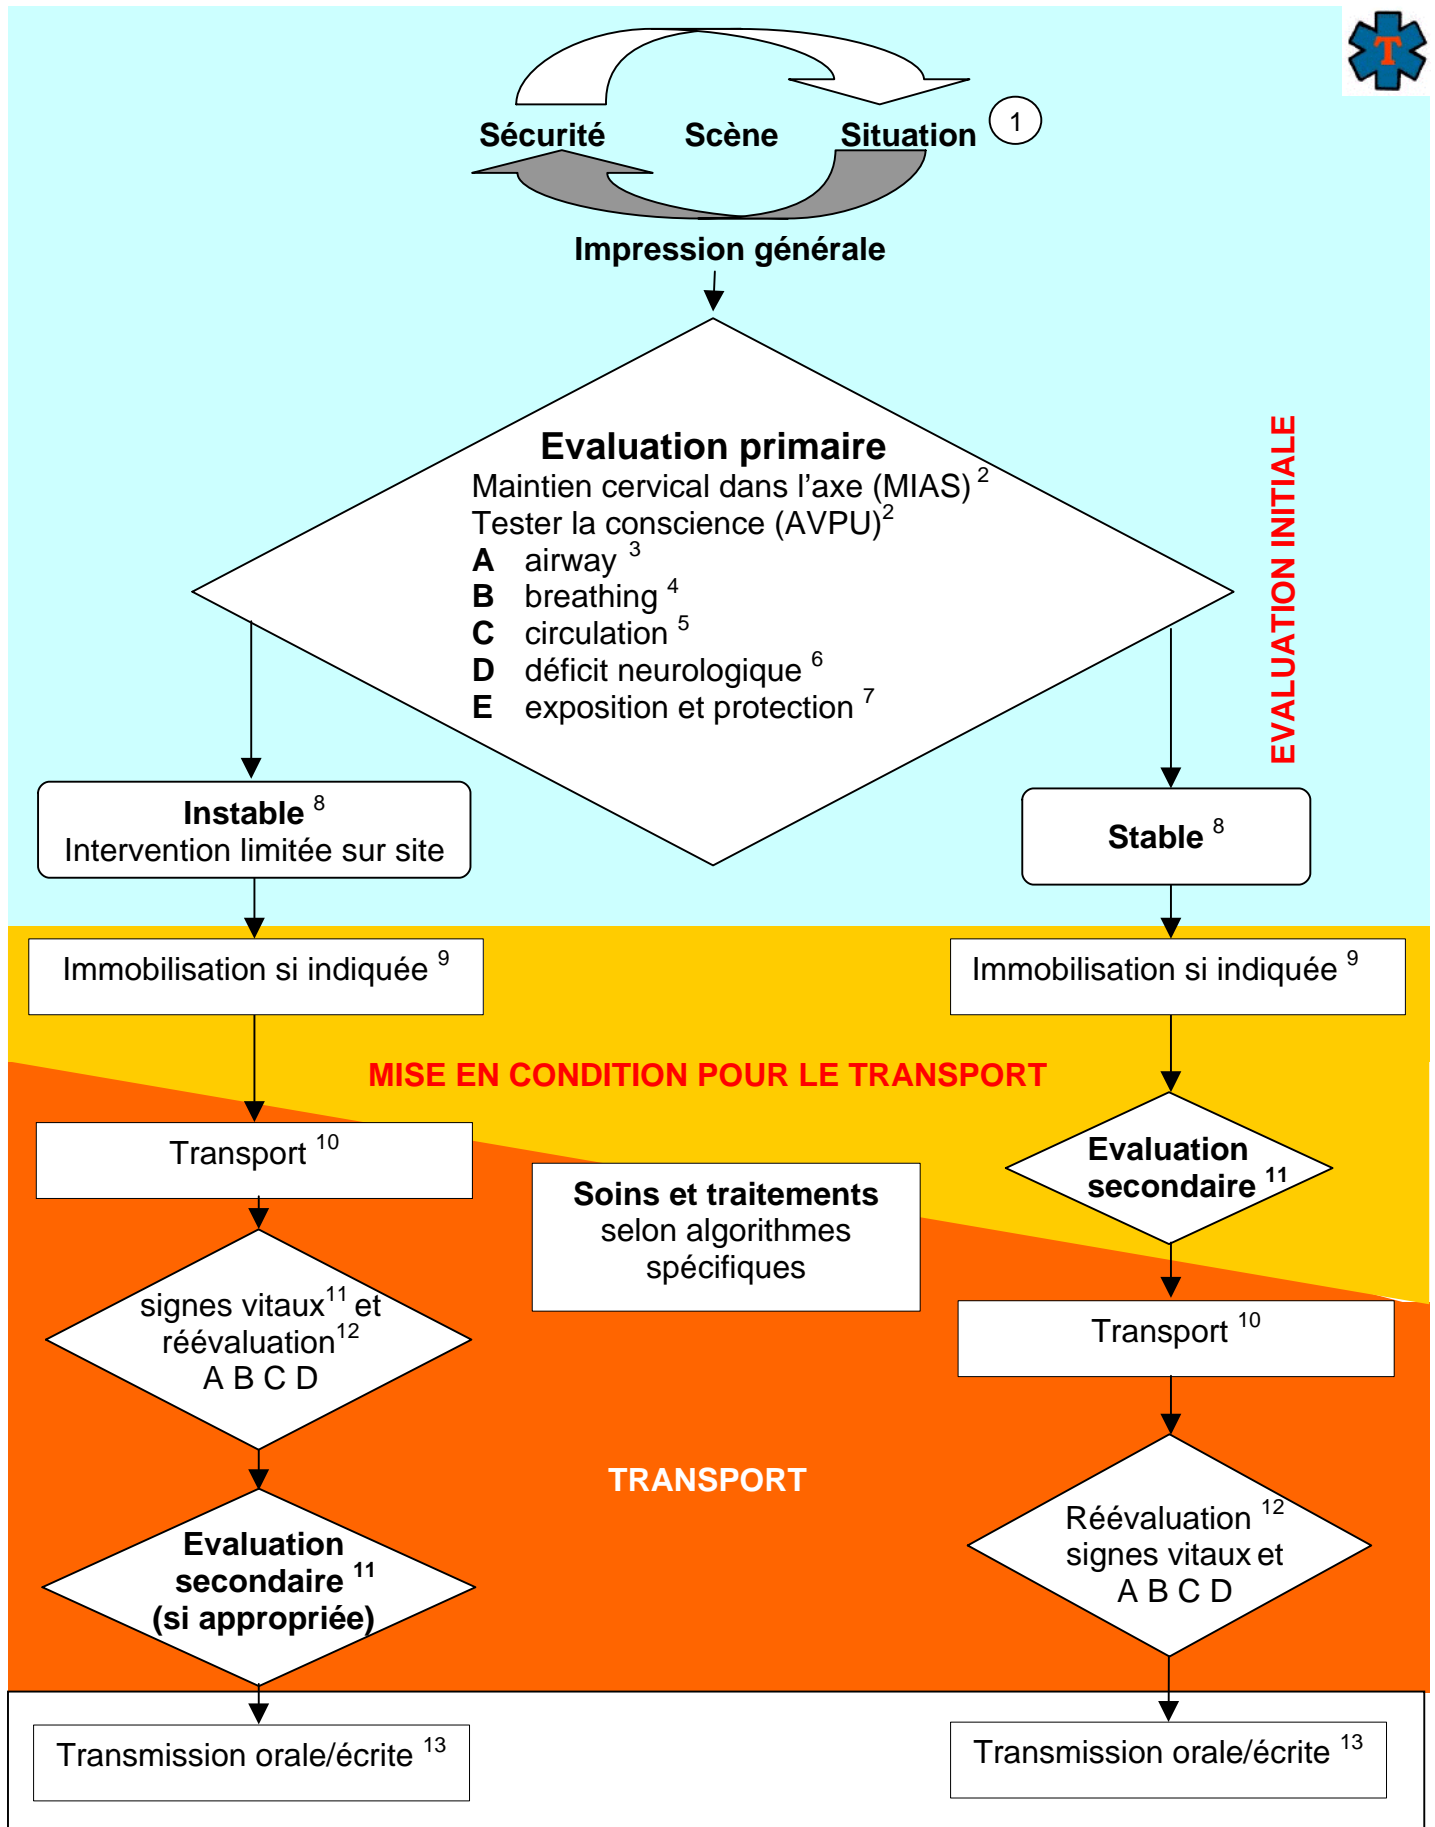 T
Sécurité Scène Situation 1
Impression générale
Evaluation primaire
Maintien cervical dans l'axe (MIAS) 2
Tester la conscience (AVPU) 2
A airway 3
B breathing 4
C circulation 5
D déficit neurologique 6
E exposition et protection 7
EVALUATION INITIALE
Instable 8
Intervention limitée sur site
Stable 8
Immobilisation si indiquée 9
Immobilisation si indiquée 9
MISE EN CONDITION POUR LE TRANSPORT
Transport 10
Evaluation
secondaire 11
Soins et traitements
selon algorithmes
spécifiques
signes vitaux 11 et
réévaluation 12
A B C D
Transport 10
TRANSPORT
Evaluation
secondaire 11
(si appropriée)
Réévaluation 12
signes vitaux et
A B C D
Transmission orale/écrite 13
Transmission orale/écrite 13